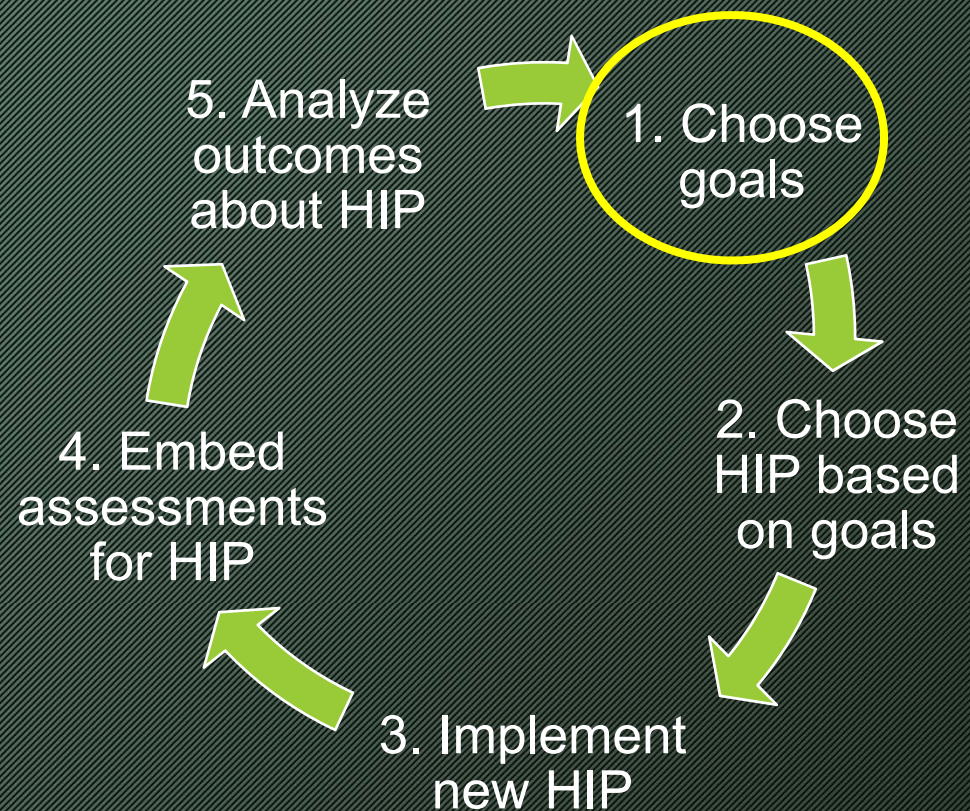 1. Choose
goals
2. Choose
HIP based
on goals
3. Implement
new HIP
4. Embed
assessments
for HIP
5. Analyze
outcomes
about HIP